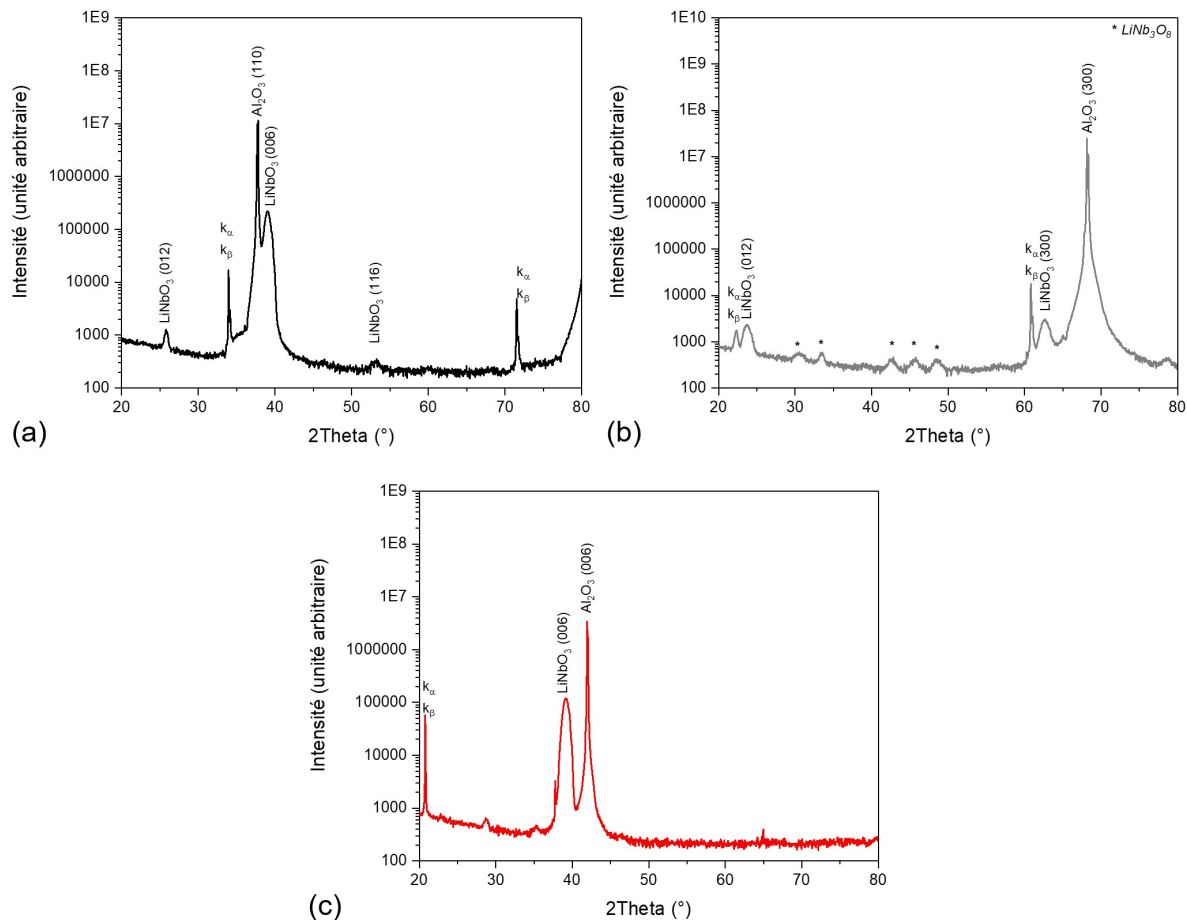 1E9
1E8
1E7
1000000
100000
10000
1000
100
Intensité (unité arbitraire)
LiNbO₃ (012)
kα
kβ
Al₂O₃ (110)
LiNbO₃ (006)
LiNbO₃ (116)
kα
kβ
20 30 40 50 60 70 80
2Theta (°)
(a)
1E10
1E9
1E8
1E7
1000000
100000
10000
1000
100
Intensité (unité arbitraire)
* LiNb₃O₈
kα
kβ
LiNbO₃ (012)
* * * * *
kα
kβ
LiNbO₃ (300)
Al₂O₃ (300)
20 30 40 50 60 70 80
2Theta (°)
(b)
1E9
1E8
1E7
1000000
100000
10000
1000
100
Intensité (unité arbitraire)
kα
kβ
LiNbO₃ (006)
Al₂O₃ (006)
20 30 40 50 60 70 80
2Theta (°)
(c)